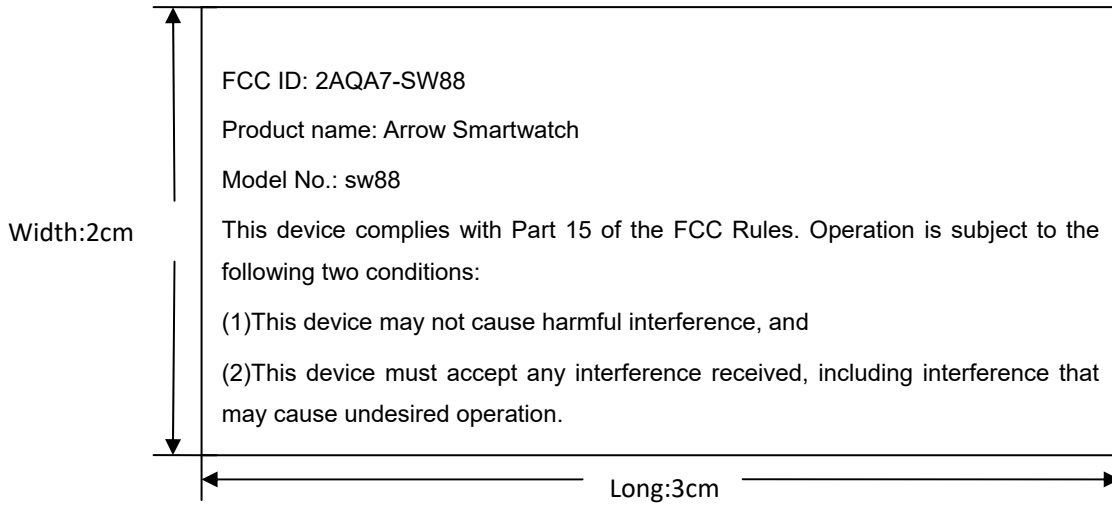 FCC ID: 2AQA7-SW88
Product name: Arrow Smartwatch
Model No.: sw88
Width:2cm
This device complies with Part 15 of the FCC Rules. Operation is subject to the
following two conditions:
(1)This device may not cause harmful interference, and
(2)This device must accept any interference received, including interference that
may cause undesired operation.
Long:3cm